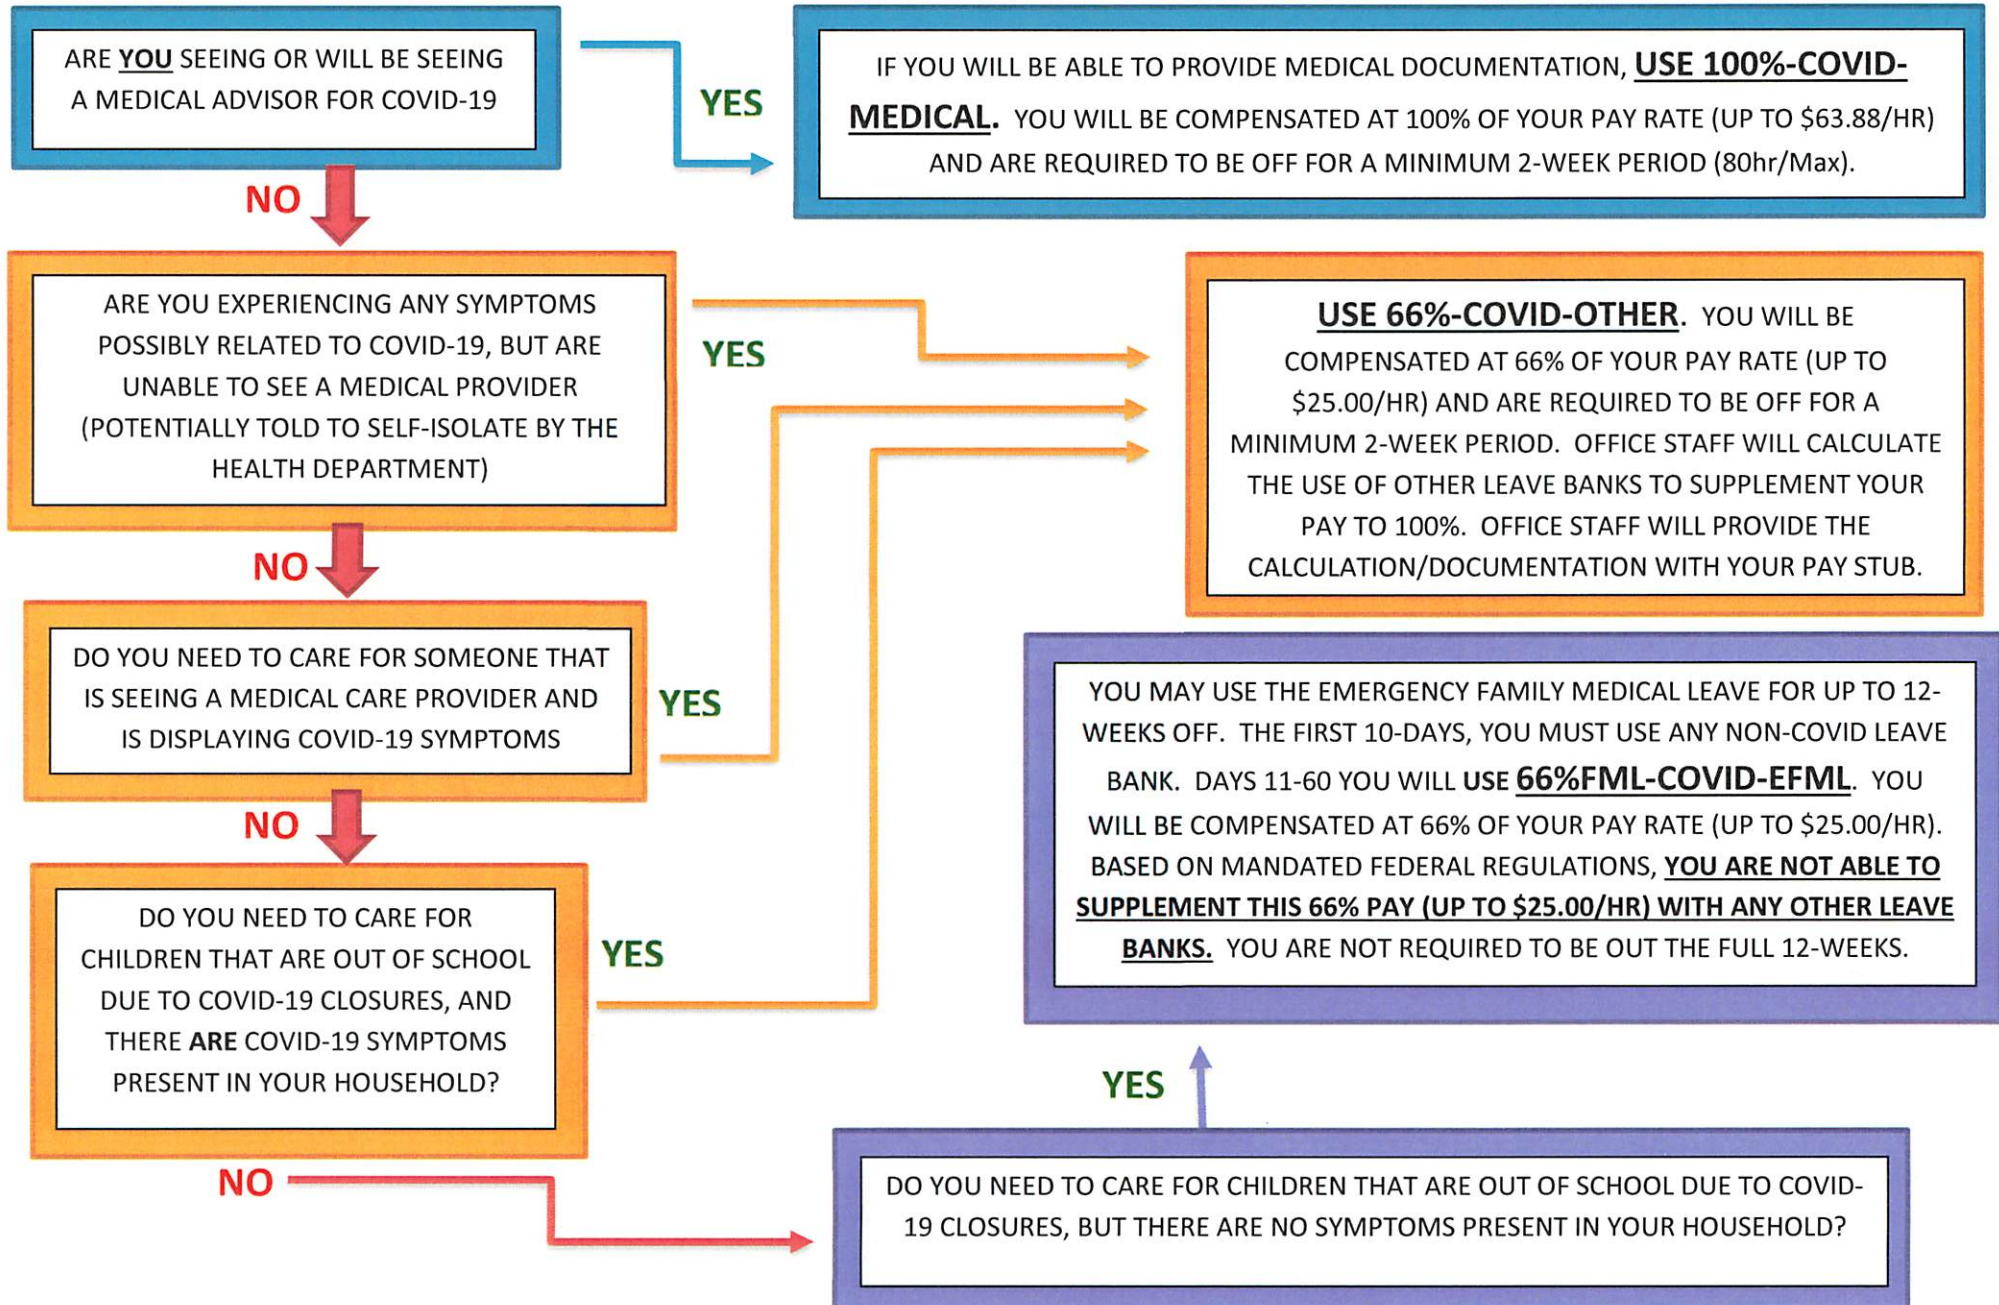 ARE YOU SEEING OR WILL BE SEEING
A MEDICAL ADVISOR FOR COVID-19
YES
IF YOU WILL BE ABLE TO PROVIDE MEDICAL DOCUMENTATION, USE 100%-COVID-
MEDICAL. YOU WILL BE COMPENSATED AT 100% OF YOUR PAY RATE (UP TO $63.88/HR)
AND ARE REQUIRED TO BE OFF FOR A MINIMUM 2-WEEK PERIOD (80hr/Max).
NO
ARE YOU EXPERIENCING ANY SYMPTOMS
POSSIBLY RELATED TO COVID-19, BUT ARE
UNABLE TO SEE A MEDICAL PROVIDER
(POTENTIALLY TOLD TO SELF-ISOLATE BY THE
HEALTH DEPARTMENT)
YES
USE 66%-COVID-OTHER. YOU WILL BE
COMPENSATED AT 66% OF YOUR PAY RATE (UP TO
$25.00/HR) AND ARE REQUIRED TO BE OFF FOR A
MINIMUM 2-WEEK PERIOD. OFFICE STAFF WILL CALCULATE
THE USE OF OTHER LEAVE BANKS TO SUPPLEMENT YOUR
PAY TO 100%. OFFICE STAFF WILL PROVIDE THE
CALCULATION/DOCUMENTATION WITH YOUR PAY STUB.
NO
DO YOU NEED TO CARE FOR SOMEONE THAT
IS SEEING A MEDICAL CARE PROVIDER AND
IS DISPLAYING COVID-19 SYMPTOMS
YES
NO
DO YOU NEED TO CARE FOR
CHILDREN THAT ARE OUT OF SCHOOL
DUE TO COVID-19 CLOSURES, AND
THERE ARE COVID-19 SYMPTOMS
PRESENT IN YOUR HOUSEHOLD?
YES
YOU MAY USE THE EMERGENCY FAMILY MEDICAL LEAVE FOR UP TO 12-
WEEKS OFF. THE FIRST 10-DAYS, YOU MUST USE ANY NON-COVID LEAVE
BANK. DAYS 11-60 YOU WILL USE 66%FML-COVID-EFML. YOU
WILL BE COMPENSATED AT 66% OF YOUR PAY RATE (UP TO $25.00/HR).
BASED ON MANDATED FEDERAL REGULATIONS, YOU ARE NOT ABLE TO
SUPPLEMENT THIS 66% PAY (UP TO $25.00/HR) WITH ANY OTHER LEAVE
BANKS. YOU ARE NOT REQUIRED TO BE OUT THE FULL 12-WEEKS.
YES
NO
DO YOU NEED TO CARE FOR CHILDREN THAT ARE OUT OF SCHOOL DUE TO COVID-
19 CLOSURES, BUT THERE ARE NO SYMPTOMS PRESENT IN YOUR HOUSEHOLD?